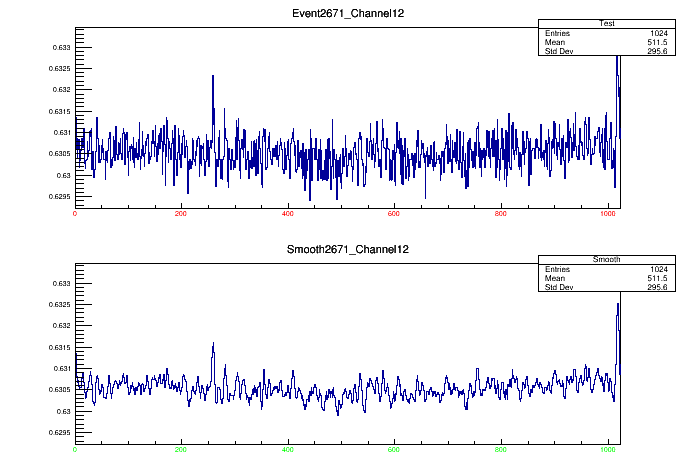 Event2671_Channel12
Test
Entries 1024
Mean 511.5
Std Dev 295.6
0.633
0.6325
0.632
0.6315
0.631
0.6305
0.63
0.6295
0 200 400 600 800 1000
Smooth2671_Channel12
Smooth
Entries 1024
Mean 511.5
Std Dev 295.6
0.633
0.6325
0.632
0.6315
0.631
0.6305
0.63
0.6295
0 200 400 600 800 1000